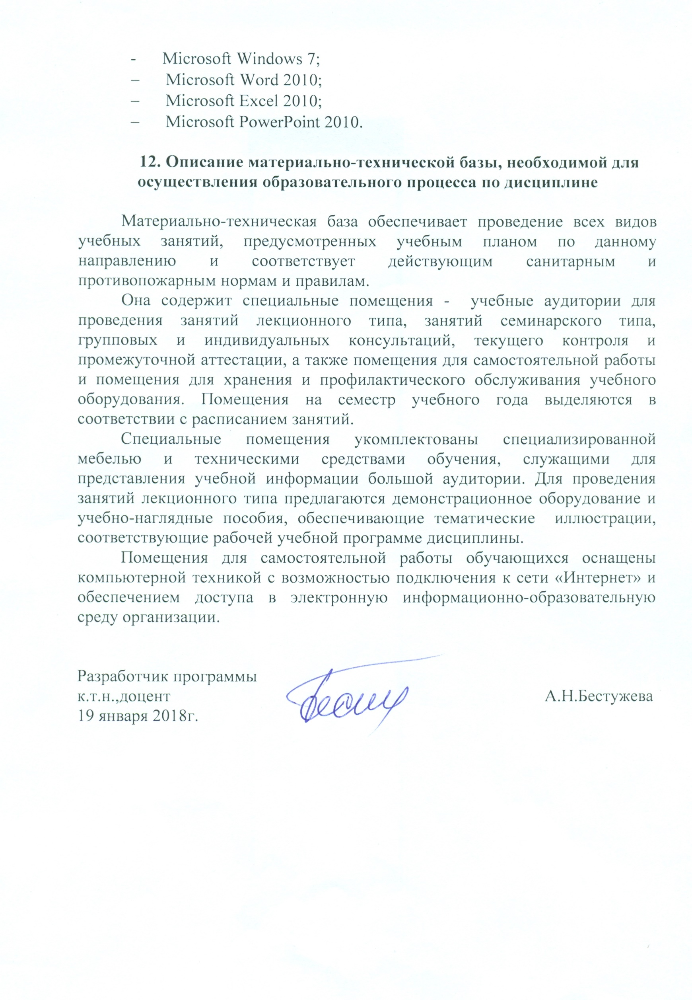 - Microsoft Windows 7;
– Microsoft Word 2010;
– Microsoft Excel 2010;
– Microsoft PowerPoint 2010.
12. Описание материально-технической базы, необходимой для
осуществления образовательного процесса по дисциплине
Материально-техническая база обеспечивает проведение всех видов
учебных занятий, предусмотренных учебным планом по данному
направлению и соответствует действующим санитарным и
противопожарным нормам и правилам.
Она содержит специальные помещения - учебные аудитории для
проведения занятий лекционного типа, занятий семинарского типа,
групповых и индивидуальных консультаций, текущего контроля и
промежуточной аттестации, а также помещения для самостоятельной работы
и помещения для хранения и профилактического обслуживания учебного
оборудования. Помещения на семестр учебного года выделяются в
соответствии с расписанием занятий.
Специальные помещения укомплектованы специализированной
мебелью и техническими средствами обучения, служащими для
представления учебной информации большой аудитории. Для проведения
занятий лекционного типа предлагаются демонстрационное оборудование и
учебно-наглядные пособия, обеспечивающие тематические иллюстрации,
соответствующие рабочей учебной программе дисциплины.
Помещения для самостоятельной работы обучающихся оснащены
компьютерной техникой с возможностью подключения к сети «Интернет» и
обеспечением доступа в электронную информационно-образовательную
среду организации.
Разработчик программы
к.т.н.,доцент А.Н.Бестужева
19 января 2018г.